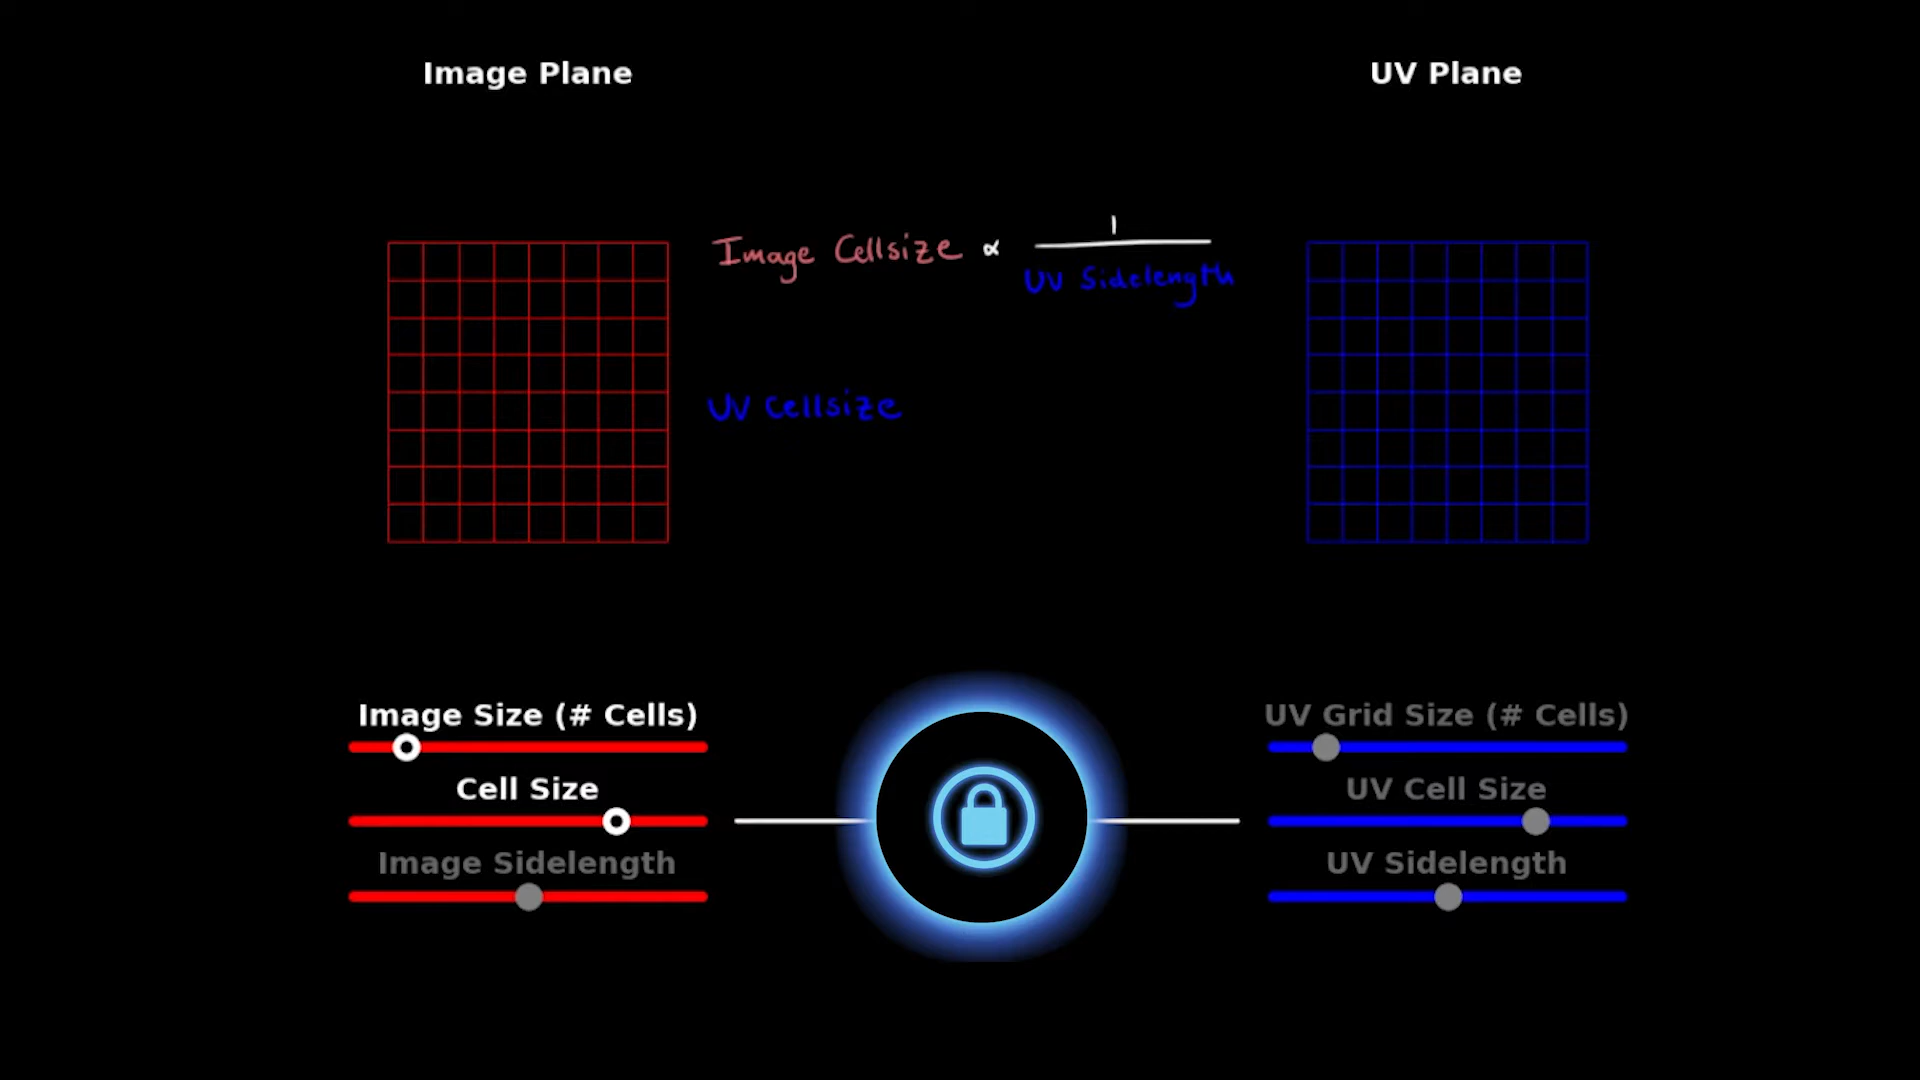 Image Plane
UV Plane
Image Cellsize ∝ 1
UV Sidelength
UV Cellsize
Image Size (# Cells)
UV Grid Size (# Cells)
Cell Size
UV Cell Size
Image Sidelength
UV Sidelength